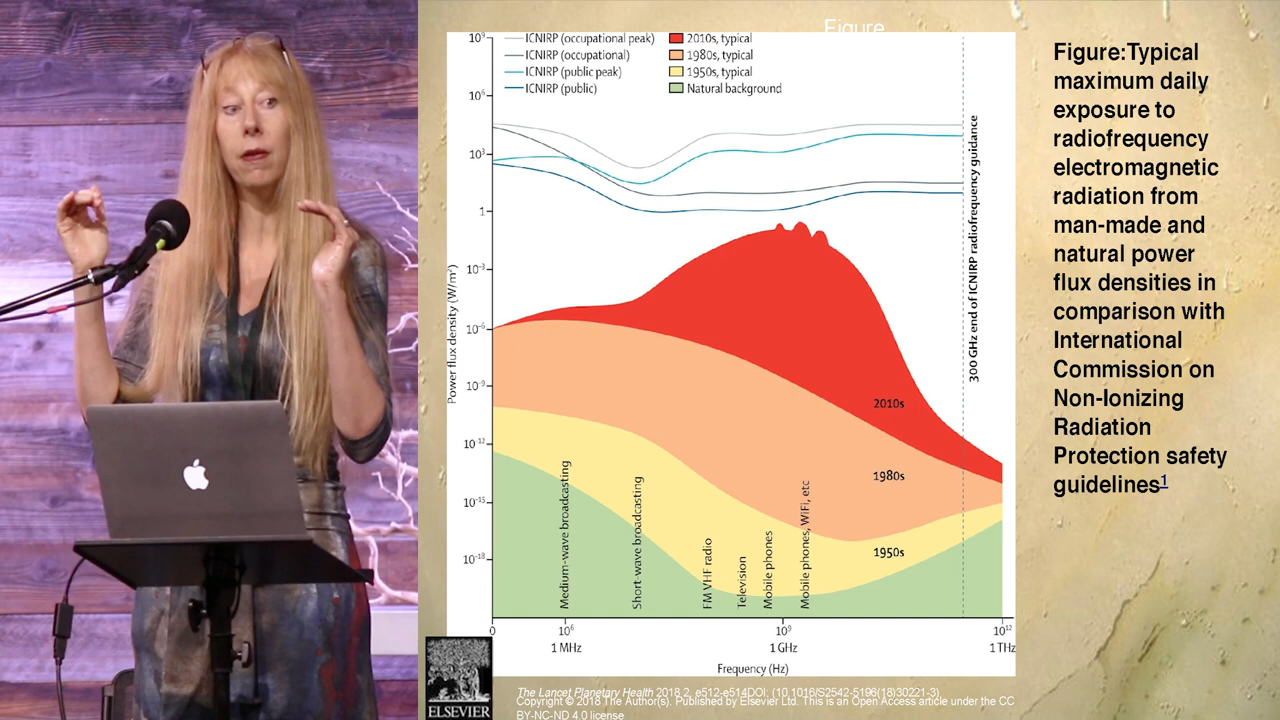 Figure
ICNIRP (occupational peak)
ICNIRP (occupational)
ICNIRP (public peak)
ICNIRP (public)
2010s, typical
1980s, typical
1950s, typical
Natural background
10⁹
10⁶
10³
1
10⁻³
10⁻⁶
10⁻⁹
10⁻¹²
10⁻¹⁵
10⁻¹⁸
Power flux density (W/m²)
300 GHz end of ICNIRP radiofrequency guidance
2010s
1980s
1950s
Medium-wave broadcasting
Short-wave broadcasting
FM VHF radio
Television
Mobile phones
Mobile phones, WiFi, etc
0
10⁶
10⁹
10¹²
1 MHz
1 GHz
1 THz
Frequency (Hz)
Figure:Typical
maximum daily
exposure to
radiofrequency
electromagnetic
radiation from
man-made and
natural power
flux densities in
comparison with
International
Commission on
Non-Ionizing
Radiation
Protection safety
guidelines¹
ELSEVIER
The Lancet Planetary Health 2018 2, e512-e514DOI: (10.1016/S2542-5196(18)30221-3)
Copyright © 2018 The Author(s). Published by Elsevier Ltd. This is an Open Access article under the CC
BY-NC-ND 4.0 license